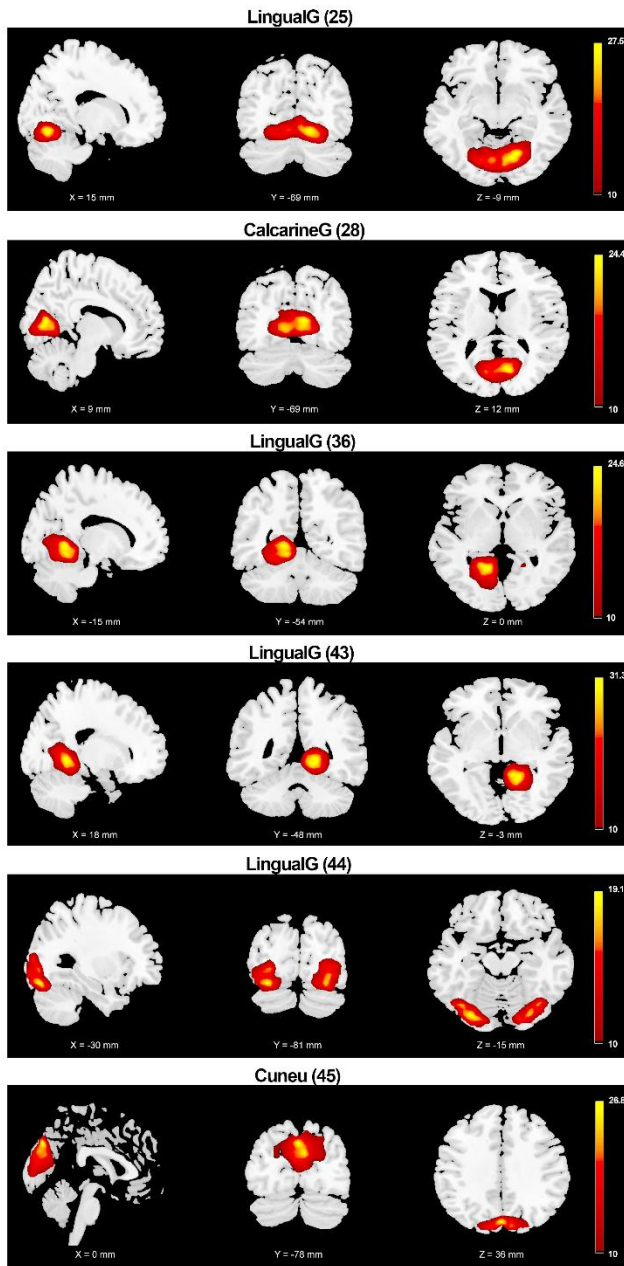 LingualG (25)
27.5
10
X = 15 mm Y = -69 mm Z = -9 mm
CalcarineG (28)
24.4
10
X = 9 mm Y = -69 mm Z = 12 mm
LingualG (36)
24.6
10
X = -15 mm Y = -54 mm Z = 0 mm
LingualG (43)
31.3
10
X = 18 mm Y = -48 mm Z = -3 mm
LingualG (44)
19.1
10
X = -30 mm Y = -81 mm Z = -15 mm
Cuneu (45)
26.8
10
X = 0 mm Y = -78 mm Z = 36 mm